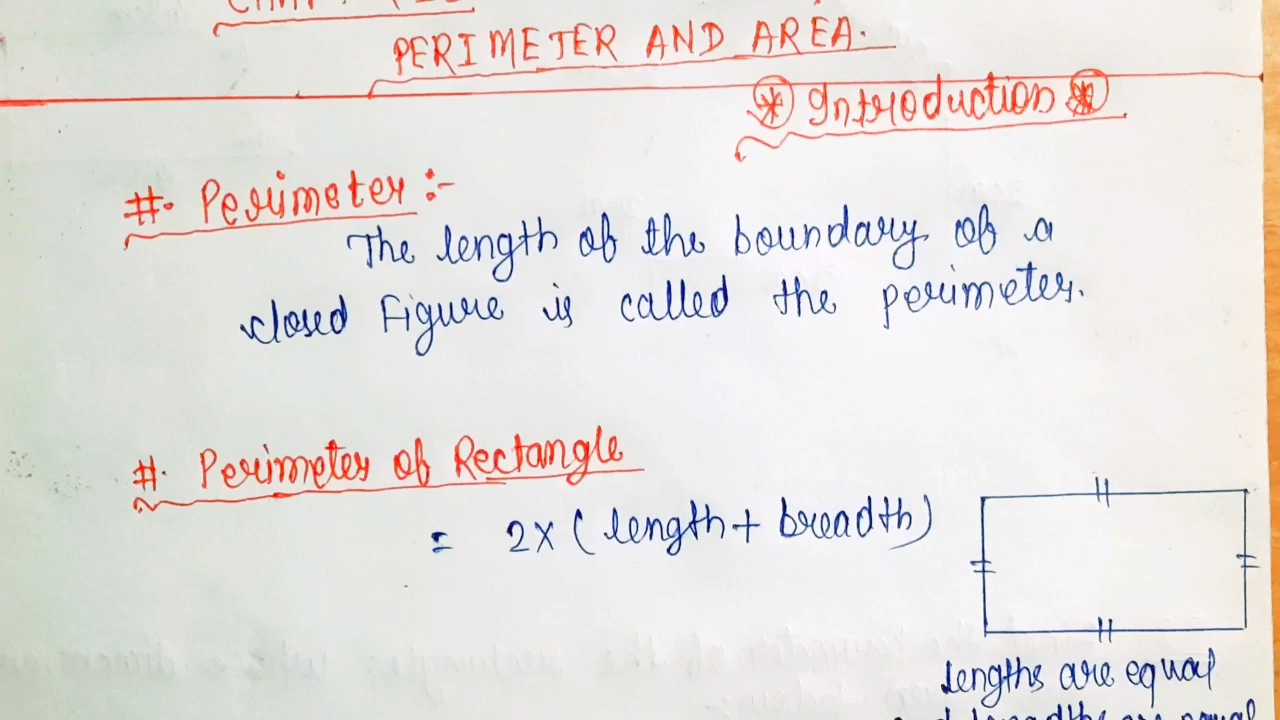 PERIMETER AND AREA.
Introduction
#. Perimeter :-
The length of the boundary of a
closed Figure is called the perimeter.
#. Perimeter of Rectangle
= 2x (length + breadth)
lengths are equal